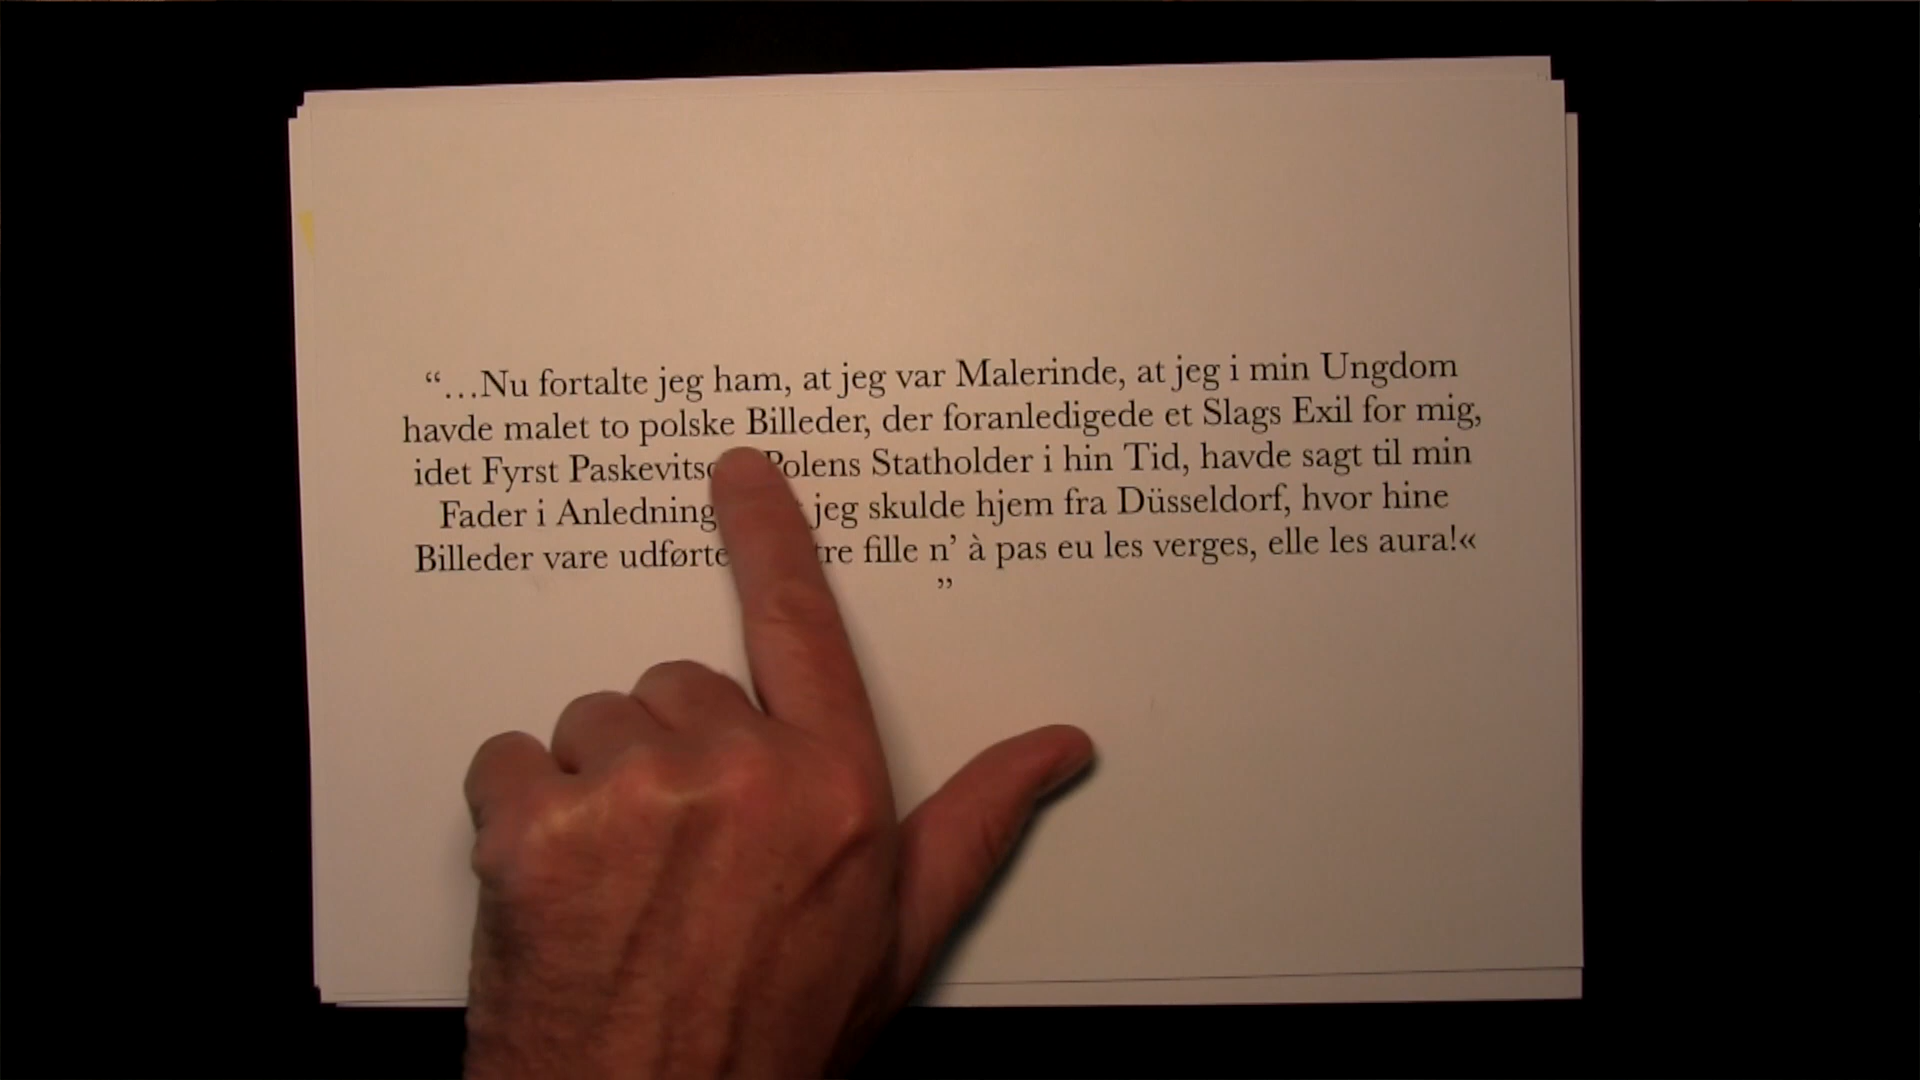 “…Nu fortalte jeg ham, at jeg var Malerinde, at jeg i min Ungdom
havde malet to polske Billeder, der foranledigede et Slags Exil for mig,
idet Fyrst Polens Statholder i hin Tid, havde sagt til min
Fader i Anledning jeg skulde hjem fra Düsseldorf, hvor hine
Billeder vare udførte fille n’ à pas eu les verges, elle les aura!«
”